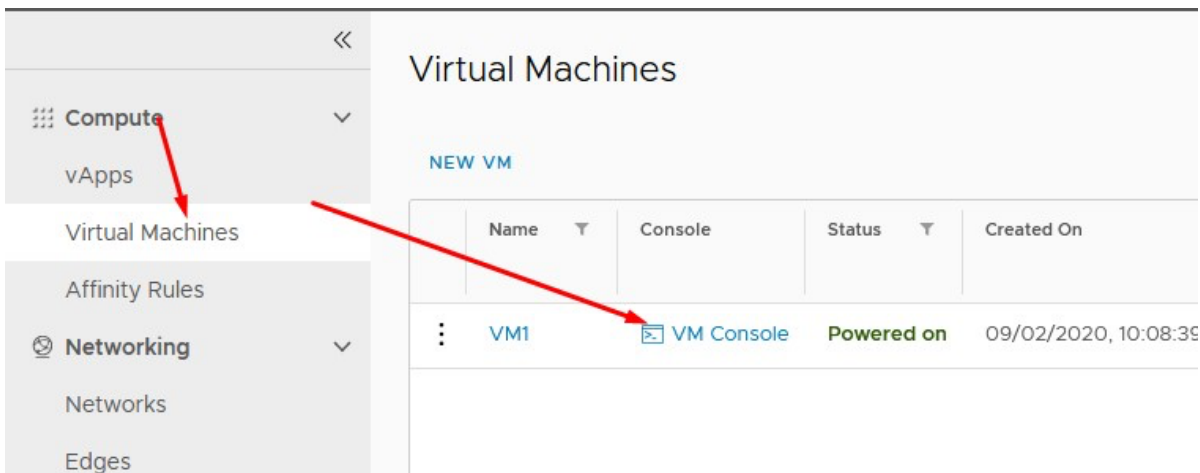 Virtual Machines
Compute
vApps
Virtual Machines
Affinity Rules
Networking
Networks
Edges
NEW VM
Name Console Status Created On
VM1 VM Console Powered on 09/02/2020, 10:08:39